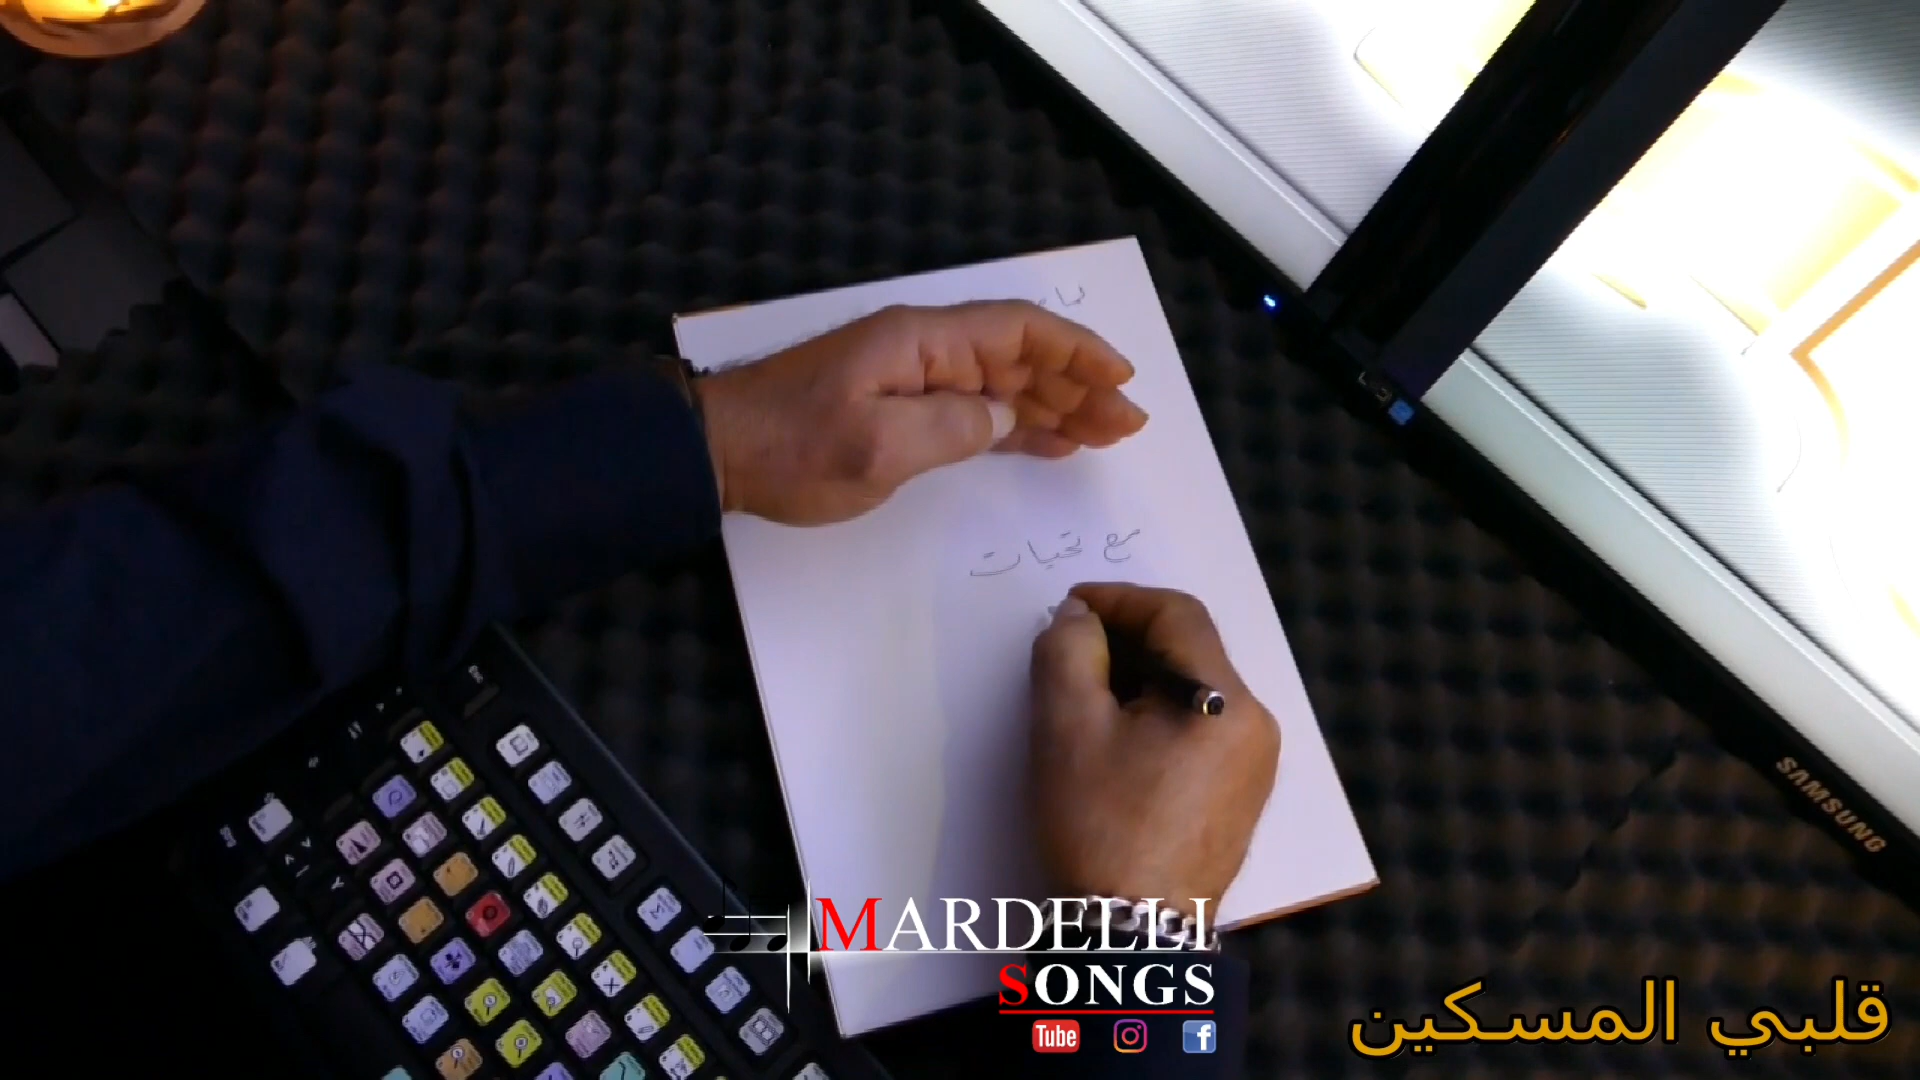 مع تحيات
SAMSUNG
MARDELLI
SONGS
Tube
قلبي المسكين